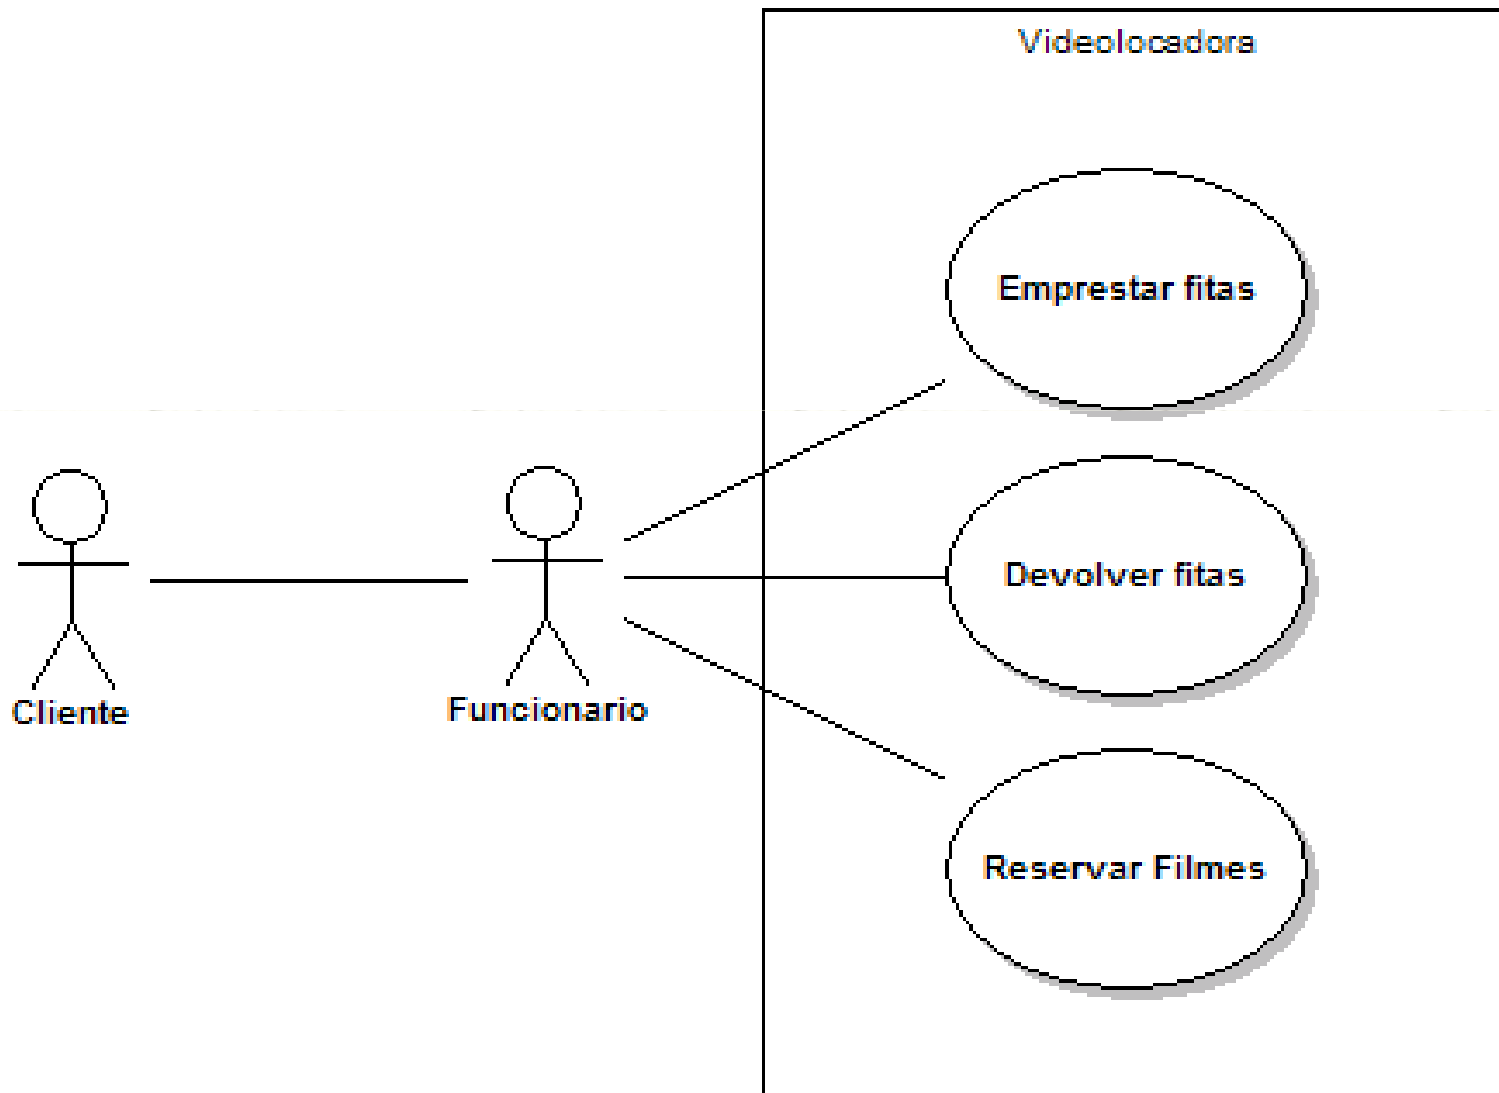 Videolocadora
Emprestar fitas
Devolver fitas
Cliente
Funcionario
Reservar Filmes